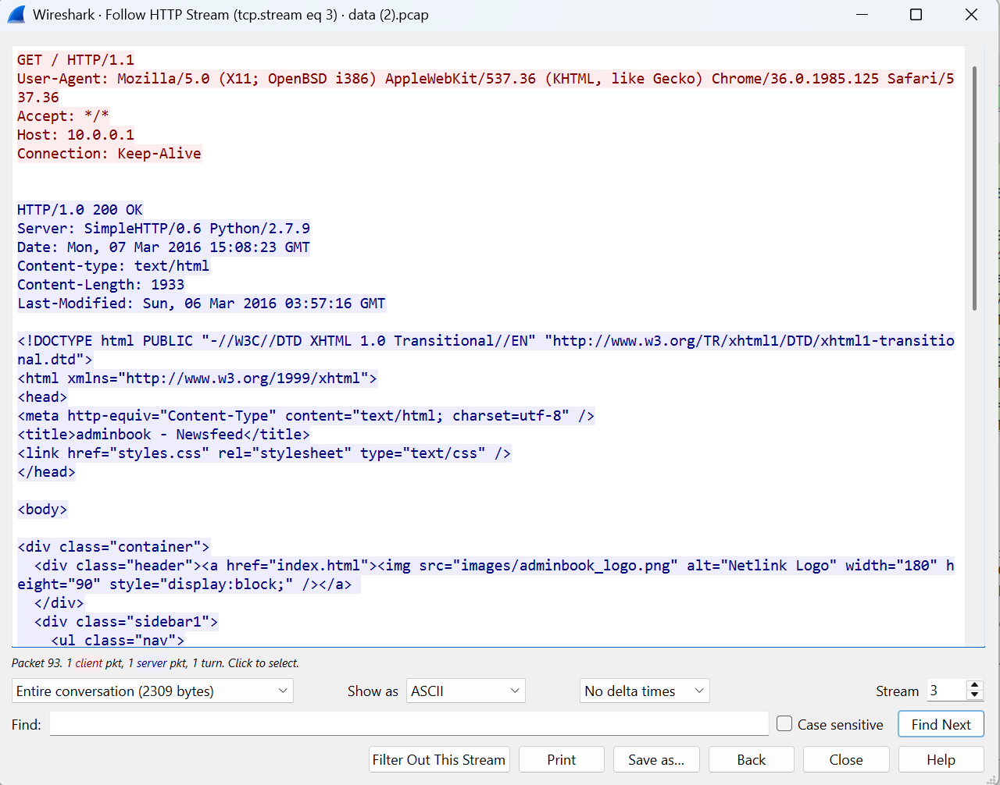 Wireshark · Follow HTTP Stream (tcp.stream eq 3) · data (2).pcap
GET / HTTP/1.1
User-Agent: Mozilla/5.0 (X11; OpenBSD i386) AppleWebKit/537.36 (KHTML, like Gecko) Chrome/36.0.1985.125 Safari/5
37.36
Accept: */*
Host: 10.0.0.1
Connection: Keep-Alive
HTTP/1.0 200 OK
Server: SimpleHTTP/0.6 Python/2.7.9
Date: Mon, 07 Mar 2016 15:08:23 GMT
Content-type: text/html
Content-Length: 1933
Last-Modified: Sun, 06 Mar 2016 03:57:16 GMT
<!DOCTYPE html PUBLIC "-//W3C//DTD XHTML 1.0 Transitional//EN" "http://www.w3.org/TR/xhtml1/DTD/xhtml1-transitio
nal.dtd">
<html xmlns="http://www.w3.org/1999/xhtml">
<head>
<meta http-equiv="Content-Type" content="text/html; charset=utf-8" />
<title>adminbook - Newsfeed</title>
<link href="styles.css" rel="stylesheet" type="text/css" />
</head>
<body>
<div class="container">
  <div class="header"><a href="index.html"><img src="images/adminbook_logo.png" alt="Netlink Logo" width="180" h
eight="90" style="display:block;" /></a>
  </div>
  <div class="sidebar1">
    <ul class="nav">
Packet 93. 1 client pkt, 1 server pkt, 1 turn. Click to select.
Entire conversation (2309 bytes) Show as ASCII No delta times Stream 3
Find: Case sensitive Find Next
Filter Out This Stream Print Save as... Back Close Help